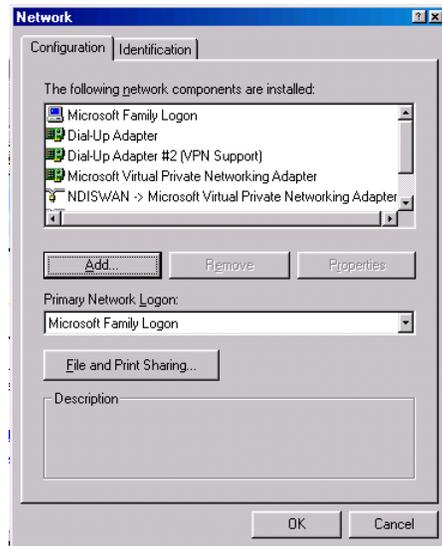 Network
Configuration Identification
The following network components are installed:
Microsoft Family Logon
Dial-Up Adapter
Dial-Up Adapter #2 (VPN Support)
Microsoft Virtual Private Networking Adapter
NDISWAN -> Microsoft Virtual Private Networking Adapter
Add... Remove Properties
Primary Network Logon:
Microsoft Family Logon
File and Print Sharing...
Description
OK Cancel